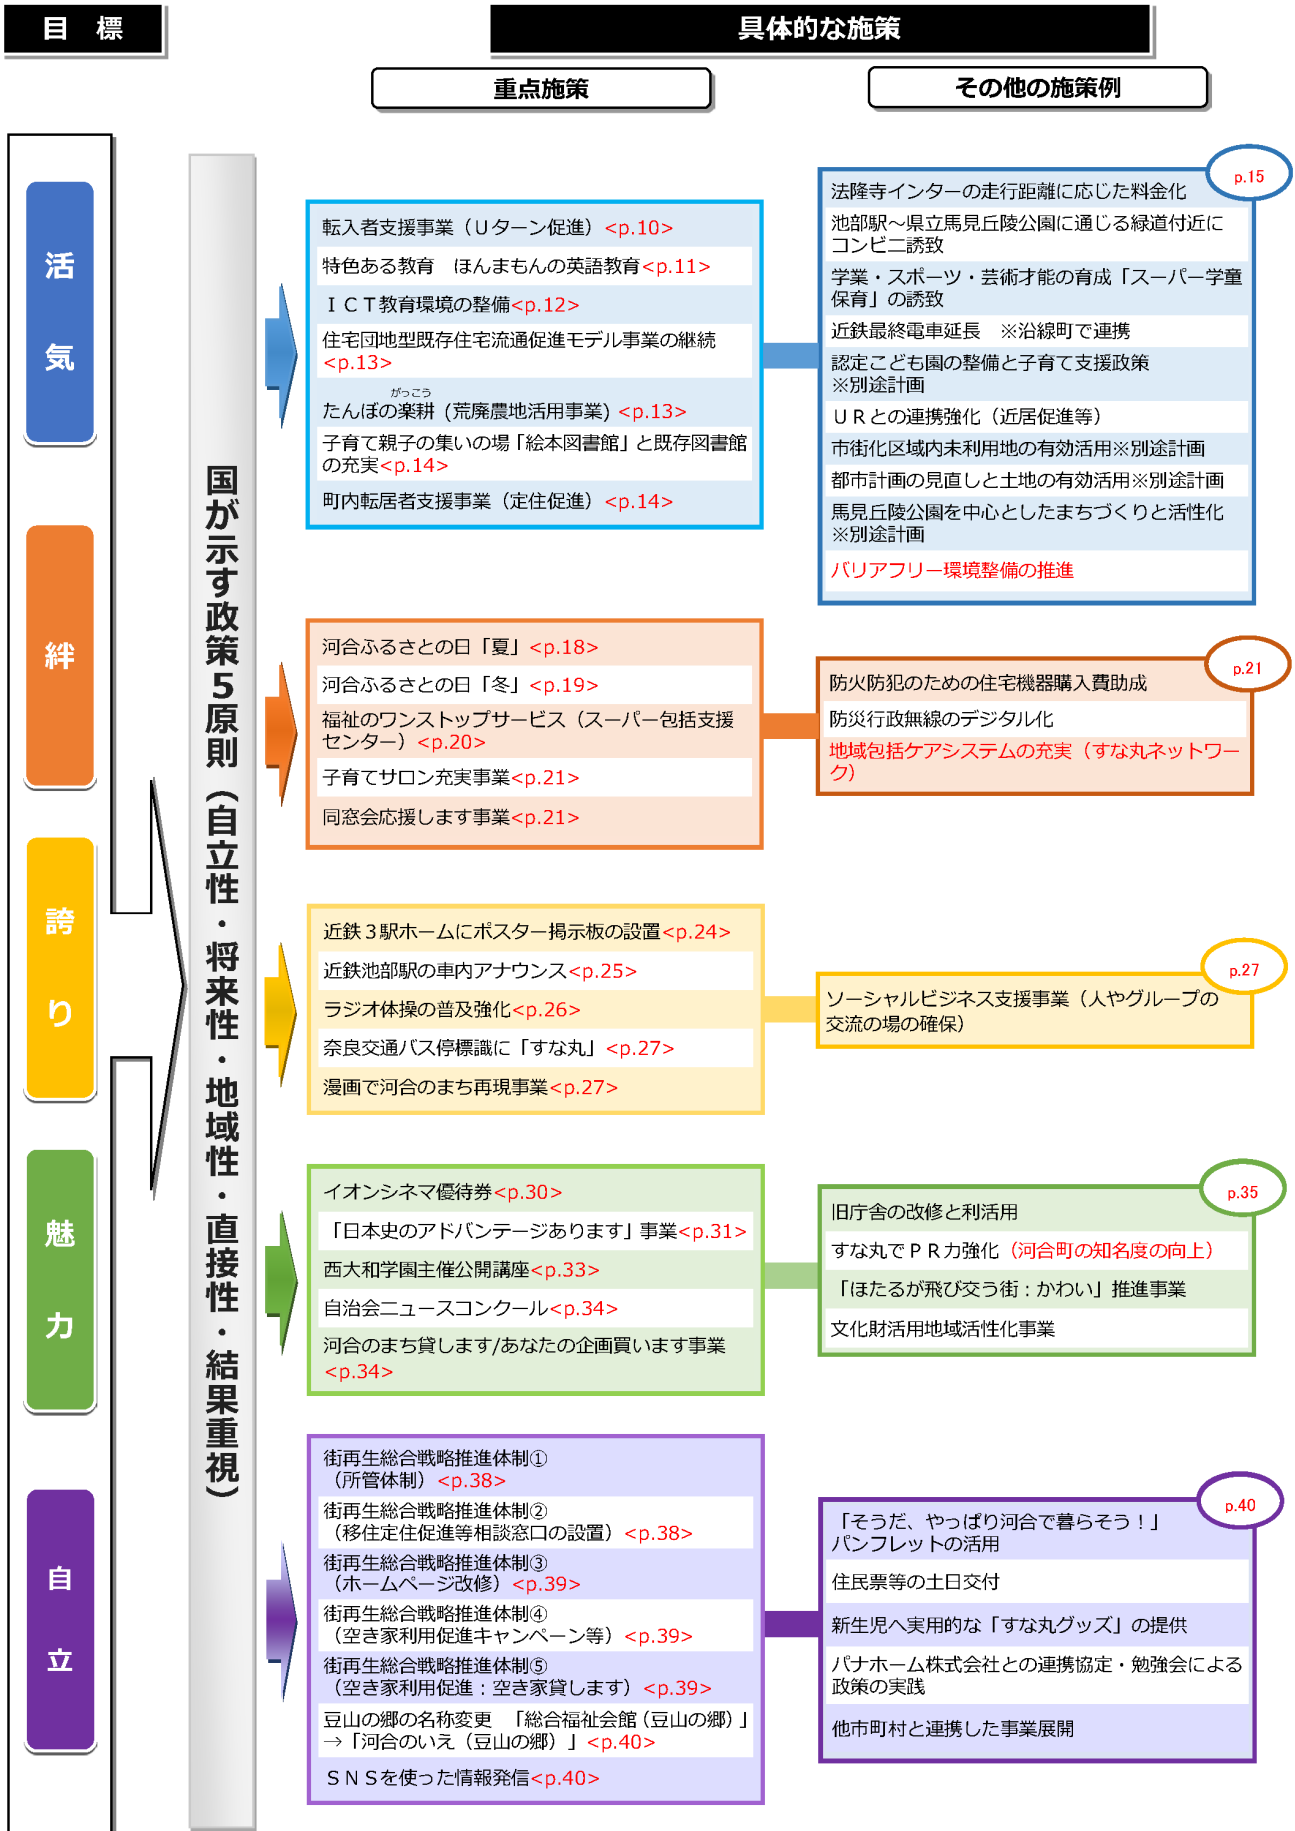 目 標
具体的な施策
重点施策
その他の施策例
活気
絆
誇り
魅力
自立
国が示す政策5原則（自立性・将来性・地域性・直接性・結果重視）
転入者支援事業（Uターン促進）<p.10>
特色ある教育　ほんまもんの英語教育<p.11>
ＩＣＴ教育環境の整備<p.12>
住宅団地型既存住宅流通促進モデル事業の継続
<p.13>
がっこう
たんぼの楽耕 (荒廃農地活用事業) <p.13>
子育て親子の集いの場「絵本図書館」と既存図書館
の充実<p.14>
町内転居者支援事業（定住促進）<p.14>
p.15
法隆寺インターの走行距離に応じた料金化
池部駅～県立馬見丘陵公園に通じる緑道付近に
コンビニ誘致
学業・スポーツ・芸術才能の育成「スーパー学童
保育」の誘致
近鉄最終電車延長　※沿線町で連携
認定こども園の整備と子育て支援政策
※別途計画
ＵＲとの連携強化（近居促進等）
市街化区域内未利用地の有効活用※別途計画
都市計画の見直しと土地の有効活用※別途計画
馬見丘陵公園を中心としたまちづくりと活性化
※別途計画
バリアフリー環境整備の推進
河合ふるさとの日「夏」<p.18>
河合ふるさとの日「冬」<p.19>
福祉のワンストップサービス（スーパー包括支援
センター）<p.20>
子育てサロン充実事業<p.21>
同窓会応援します事業<p.21>
p.21
防火防犯のための住宅機器購入費助成
防災行政無線のデジタル化
地域包括ケアシステムの充実（すな丸ネットワー
ク）
近鉄３駅ホームにポスター掲示板の設置<p.24>
近鉄池部駅の車内アナウンス<p.25>
ラジオ体操の普及強化<p.26>
奈良交通バス停標識に「すな丸」<p.27>
漫画で河合のまち再現事業<p.27>
p.27
ソーシャルビジネス支援事業（人やグループの
交流の場の確保）
イオンシネマ優待券<p.30>
「日本史のアドバンテージあります」事業<p.31>
西大和学園主催公開講座<p.33>
自治会ニュースコンクール<p.34>
河合のまち貸します/あなたの企画買います事業
<p.34>
p.35
旧庁舎の改修と利活用
すな丸でＰＲ力強化（河合町の知名度の向上）
「ほたるが飛び交う街：かわい」推進事業
文化財活用地域活性化事業
街再生総合戦略推進体制①
（所管体制）<p.38>
街再生総合戦略推進体制②
（移住定住促進等相談窓口の設置）<p.38>
街再生総合戦略推進体制③
（ホームページ改修）<p.39>
街再生総合戦略推進体制④
（空き家利用促進キャンペーン等）<p.39>
街再生総合戦略推進体制⑤
（空き家利用促進：空き家貸します）<p.39>
豆山の郷の名称変更　「総合福祉会館（豆山の郷）」
→「河合のいえ（豆山の郷）」<p.40>
ＳＮＳを使った情報発信<p.40>
p.40
「そうだ、やっぱり河合で暮らそう！」
パンフレットの活用
住民票等の土日交付
新生児へ実用的な「すな丸グッズ」の提供
パナホーム株式会社との連携協定・勉強会による
政策の実践
他市町村と連携した事業展開